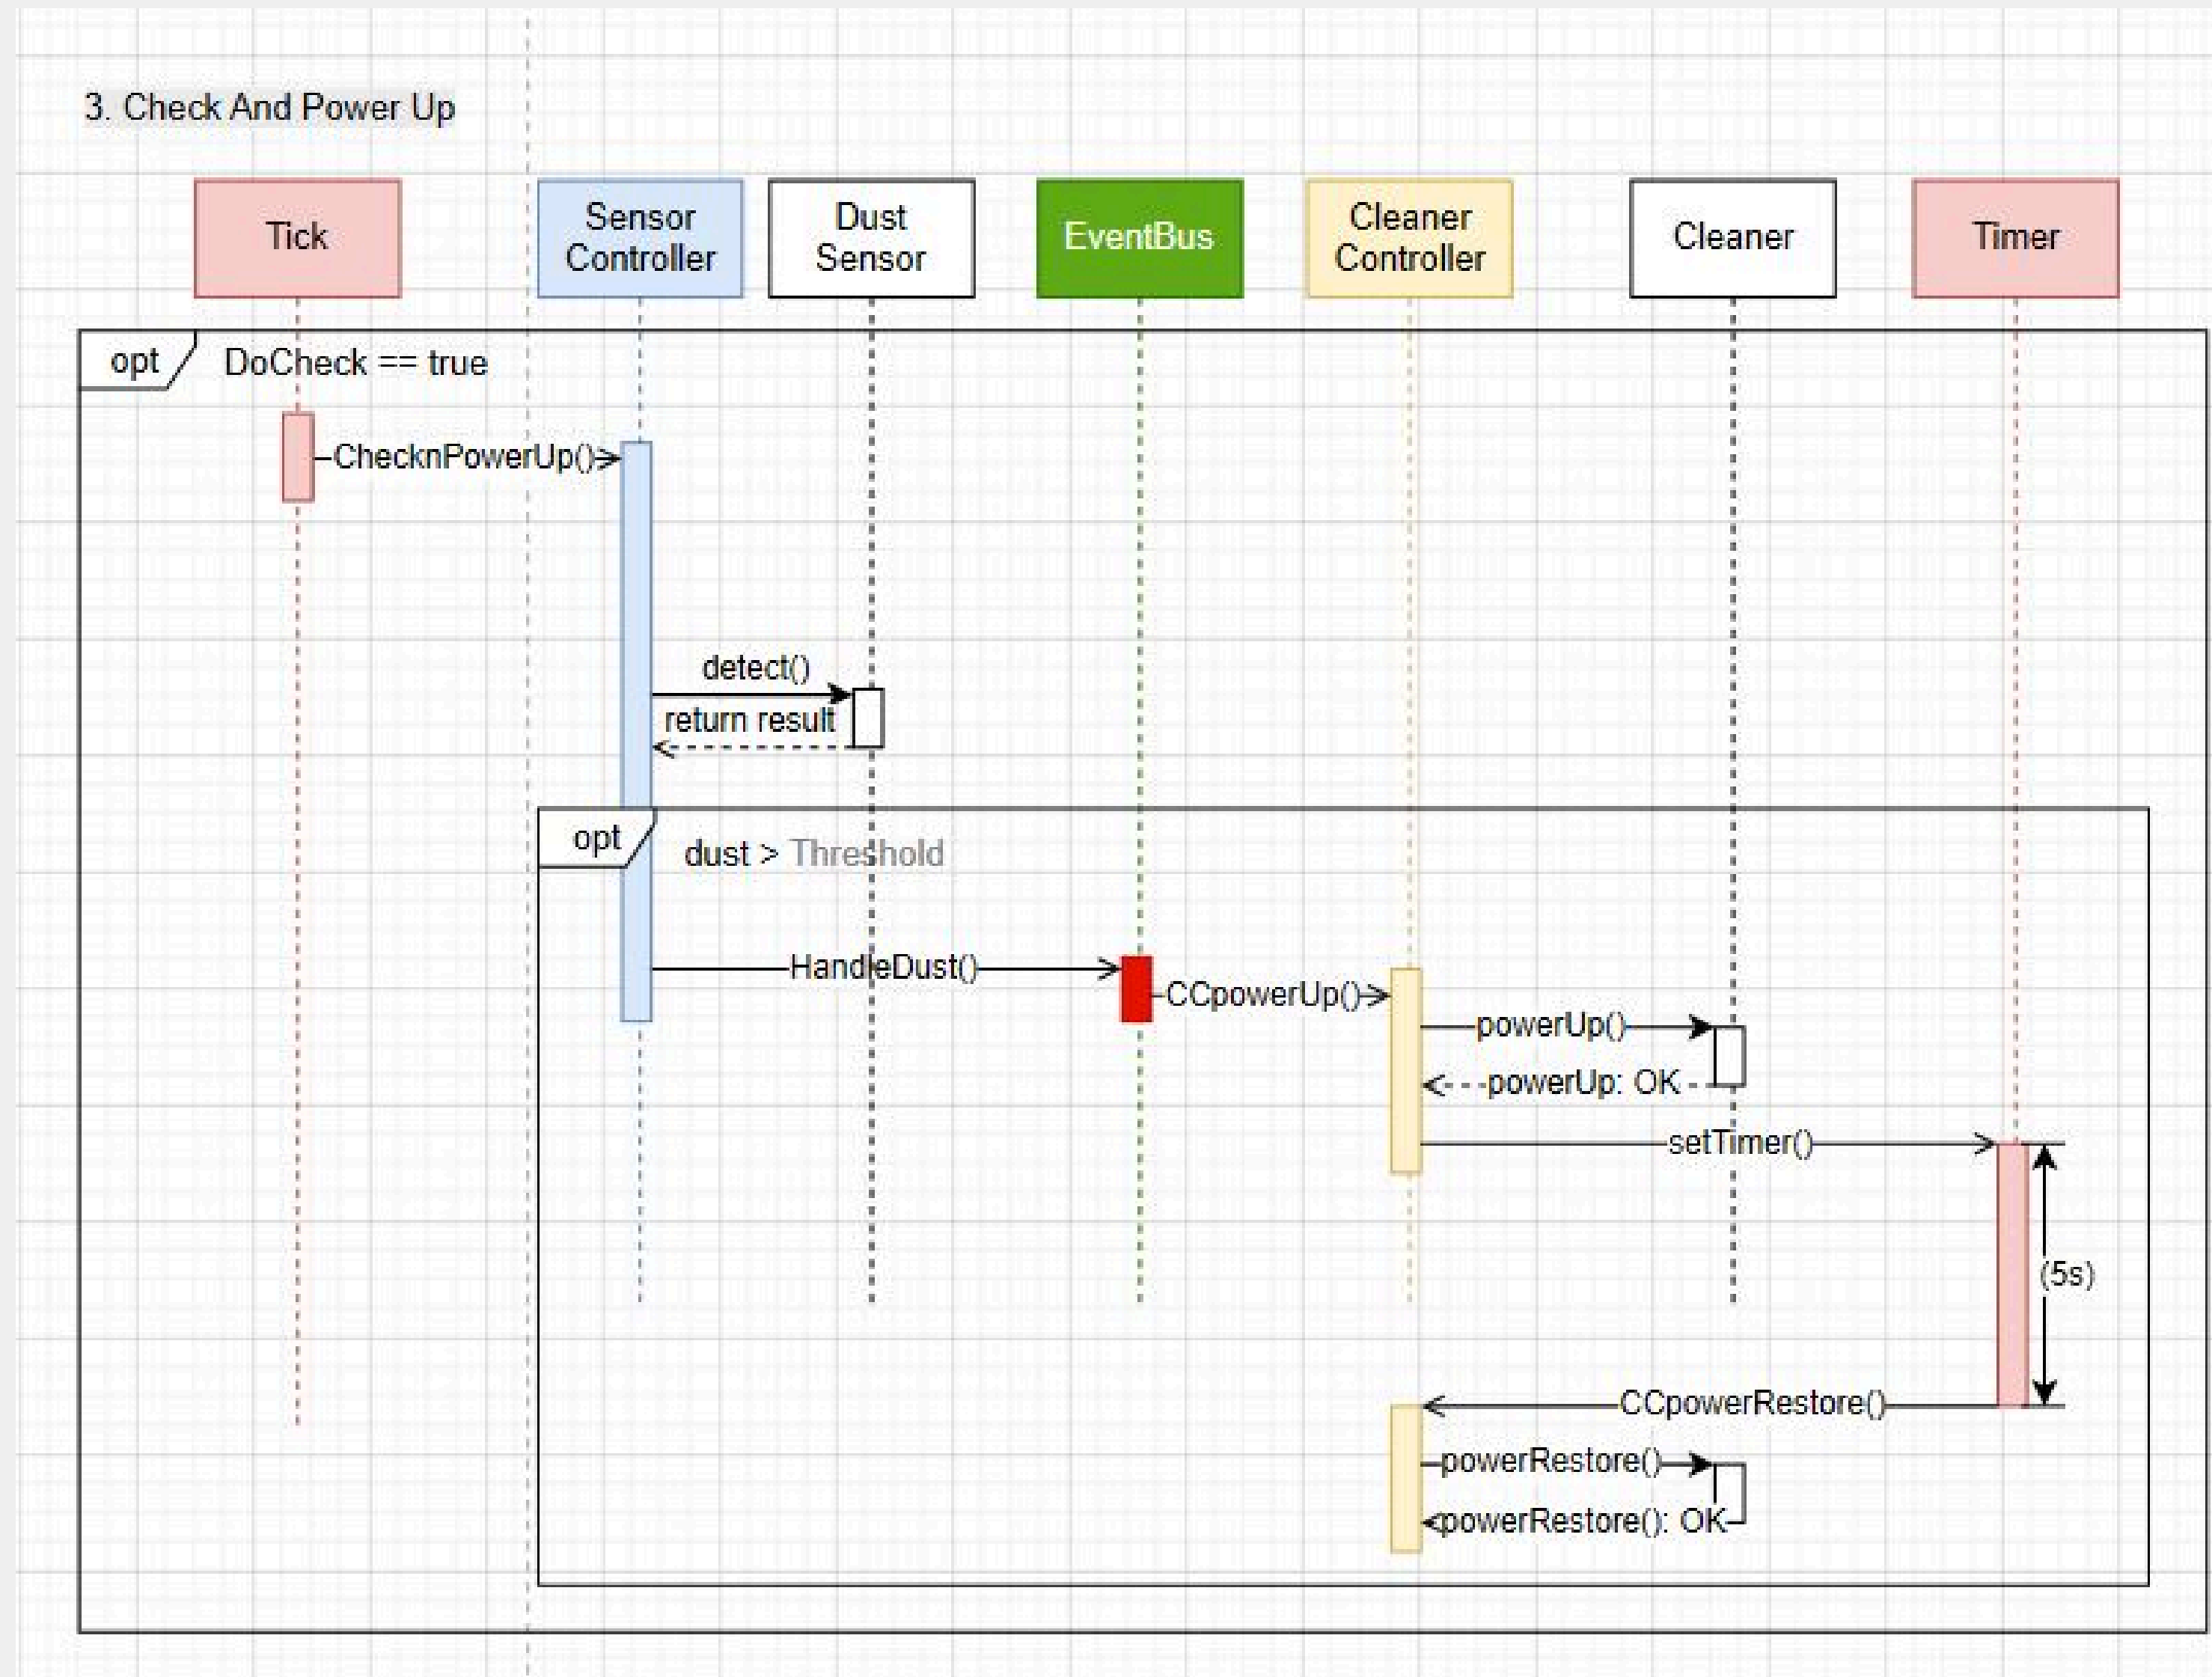 3. Check And Power Up
Tick
Sensor
Controller
Dust
Sensor
EventBus
Cleaner
Controller
Cleaner
Timer
opt
DoCheck == true
ChecknPowerUp()
detect()
return result
opt
dust > Threshold
HandleDust()
CCpowerUp()
powerUp()
powerUp: OK
setTimer()
(5s)
CCpowerRestore()
powerRestore()
powerRestore(): OK